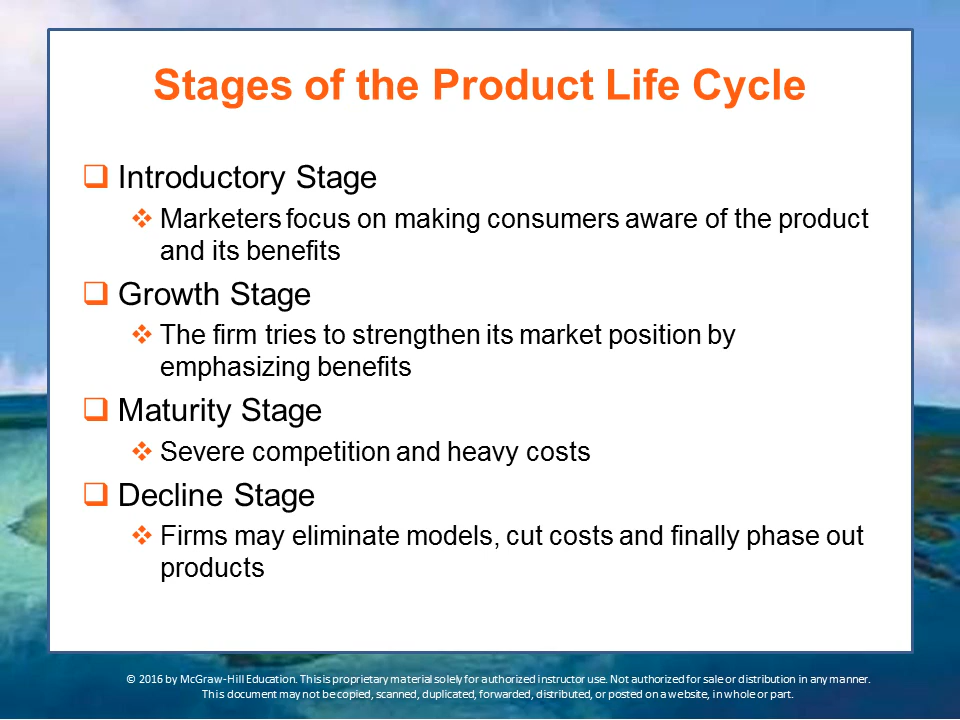 Stages of the Product Life Cycle
Introductory Stage
Marketers focus on making consumers aware of the product
and its benefits
Growth Stage
The firm tries to strengthen its market position by
emphasizing benefits
Maturity Stage
Severe competition and heavy costs
Decline Stage
Firms may eliminate models, cut costs and finally phase out
products
© 2016 by McGraw-Hill Education. This is proprietary material solely for authorized instructor use. Not authorized for sale or distribution in any manner.
This document may not be copied, scanned, duplicated, forwarded, distributed, or posted on a website, in whole or part.